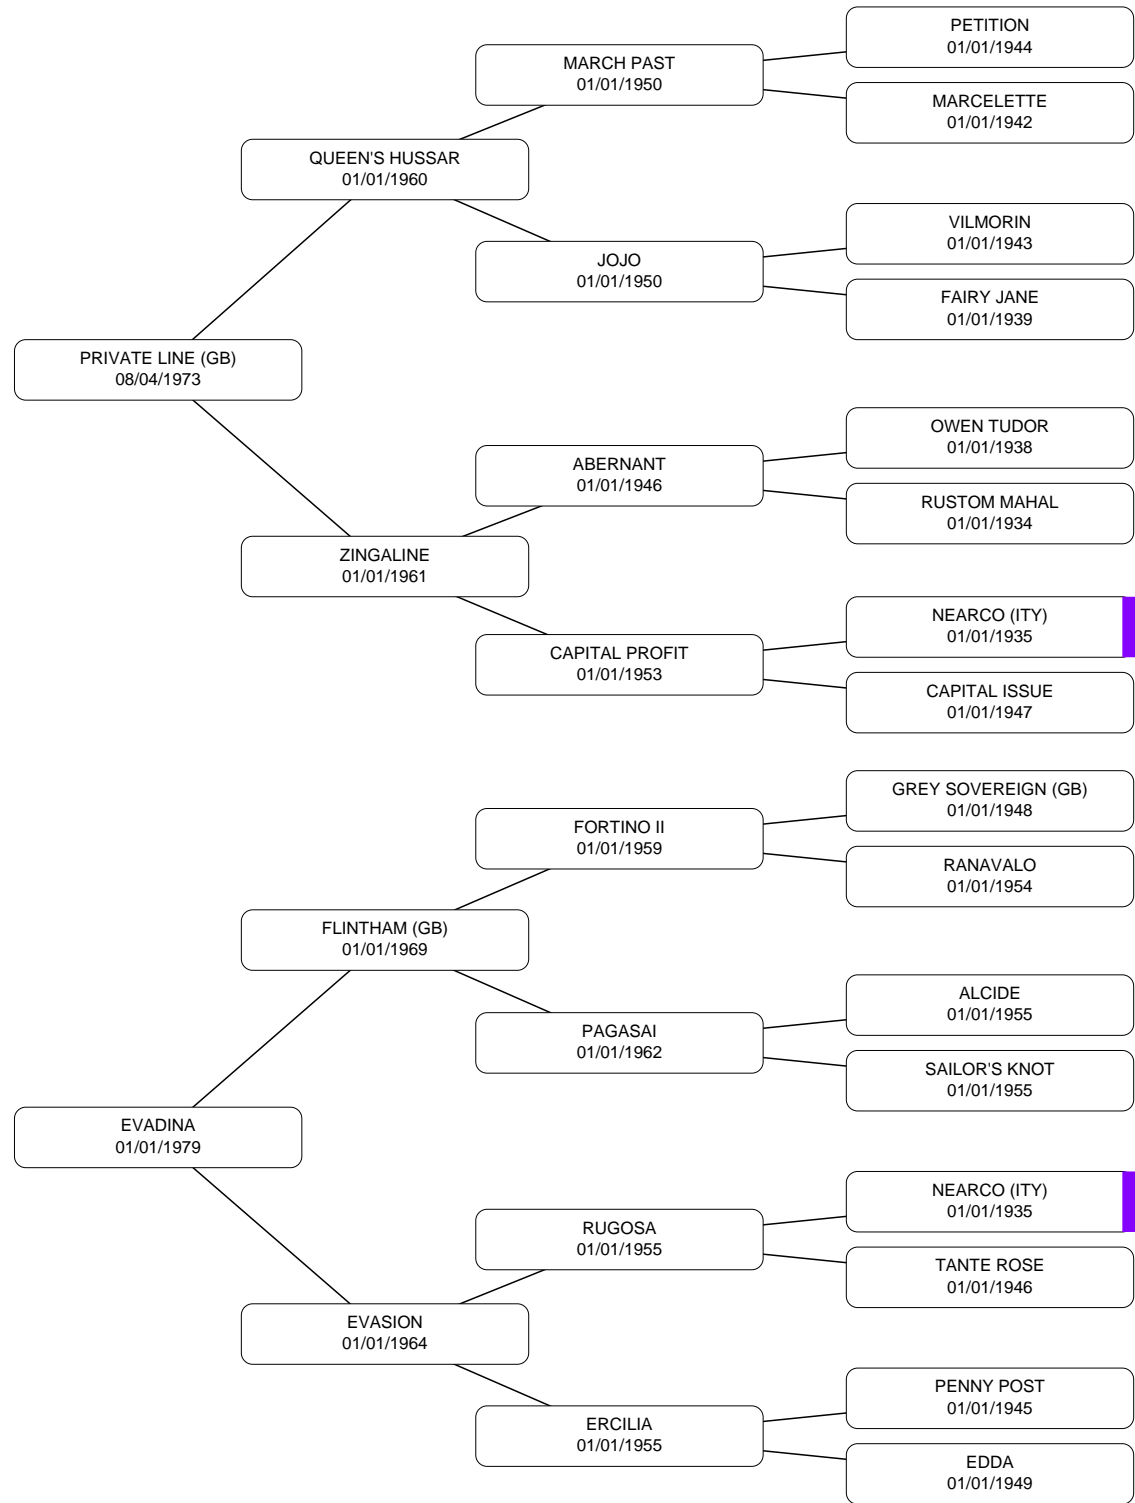 PETITION
01/01/1944
MARCH PAST
01/01/1950
MARCELETTE
01/01/1942
QUEEN'S HUSSAR
01/01/1960
VILMORIN
01/01/1943
JOJO
01/01/1950
FAIRY JANE
01/01/1939
PRIVATE LINE (GB)
08/04/1973
OWEN TUDOR
01/01/1938
ABERNANT
01/01/1946
RUSTOM MAHAL
01/01/1934
ZINGALINE
01/01/1961
NEARCO (ITY)
01/01/1935
CAPITAL PROFIT
01/01/1953
CAPITAL ISSUE
01/01/1947
GREY SOVEREIGN (GB)
01/01/1948
FORTINO II
01/01/1959
RANAVALO
01/01/1954
FLINTHAM (GB)
01/01/1969
ALCIDE
01/01/1955
PAGASAI
01/01/1962
SAILOR'S KNOT
01/01/1955
EVADINA
01/01/1979
NEARCO (ITY)
01/01/1935
RUGOSA
01/01/1955
TANTE ROSE
01/01/1946
EVASION
01/01/1964
PENNY POST
01/01/1945
ERCILIA
01/01/1955
EDDA
01/01/1949